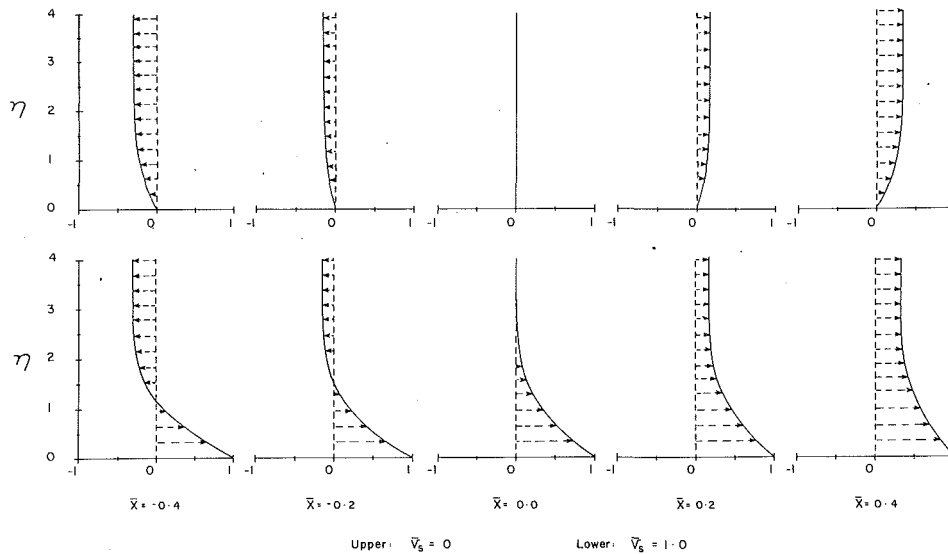 4
3
η
2
1
0
-1 0 1 -1 0 1 -1 0 1 -1 0 1 -1 0
4
3
η
2
1
0
-1 0 1 -1 0 1 -1 0 1 -1 0 1 -1 0
X̄ = -0·4 X̄ = -0·2 X̄ = 0·0 X̄ = 0·2 X̄ = 0·4
Upper: V̄s = 0 Lower: V̄s = 1·0